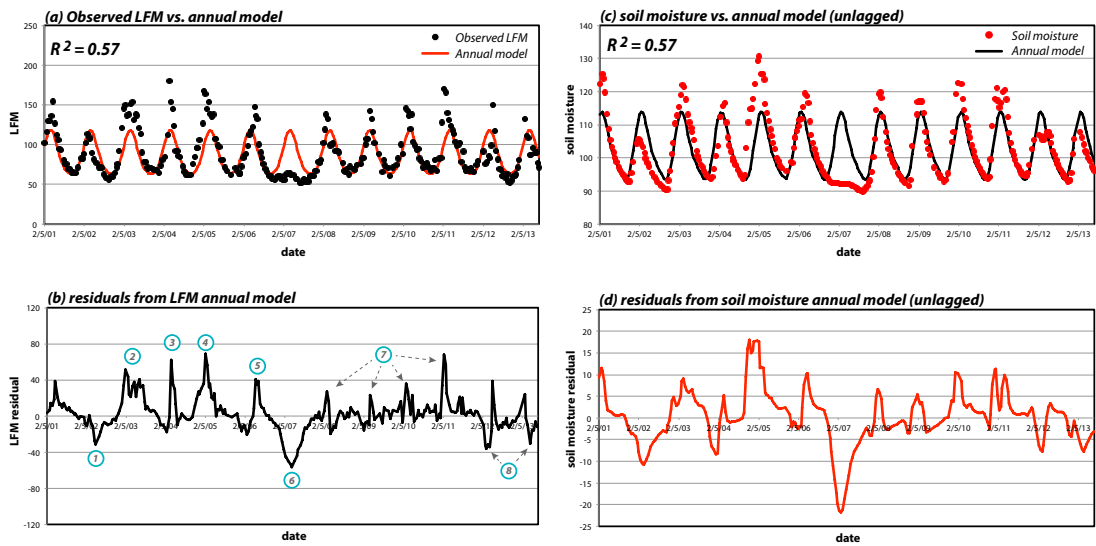 (a) Observed LFM vs. annual model
R² = 0.57
Observed LFM
Annual model
LFM
250
200
150
100
50
0
2/5/01 2/5/02 2/5/03 2/5/04 2/5/05 2/5/06 2/5/07 2/5/08 2/5/09 2/5/10 2/5/11 2/5/12 2/5/13
date
(c) soil moisture vs. annual model (unlagged)
R² = 0.57
Soil moisture
Annual model
soil moisture
140
130
120
110
100
90
80
2/5/01 2/5/02 2/5/03 2/5/04 2/5/05 2/5/06 2/5/07 2/5/08 2/5/09 2/5/10 2/5/11 2/5/12 2/5/13
date
(b) residuals from LFM annual model
LFM residual
120
80
40
0
-40
-80
-120
2/5/01 2/5/02 2/5/03 2/5/04 2/5/05 2/5/06 2/5/07 2/5/08 2/5/09 2/5/10 2/5/11 2/5/12 2/5/13
1
2
3
4
5
6
7
8
date
(d) residuals from soil moisture annual model (unlagged)
soil moisture residual
25
20
15
10
5
0
-5
-10
-15
-20
-25
2/5/01 2/5/02 2/5/03 2/5/04 2/5/05 2/5/06 2/5/07 2/5/08 2/5/09 2/5/10 2/5/11 2/5/12 2/5/13
date